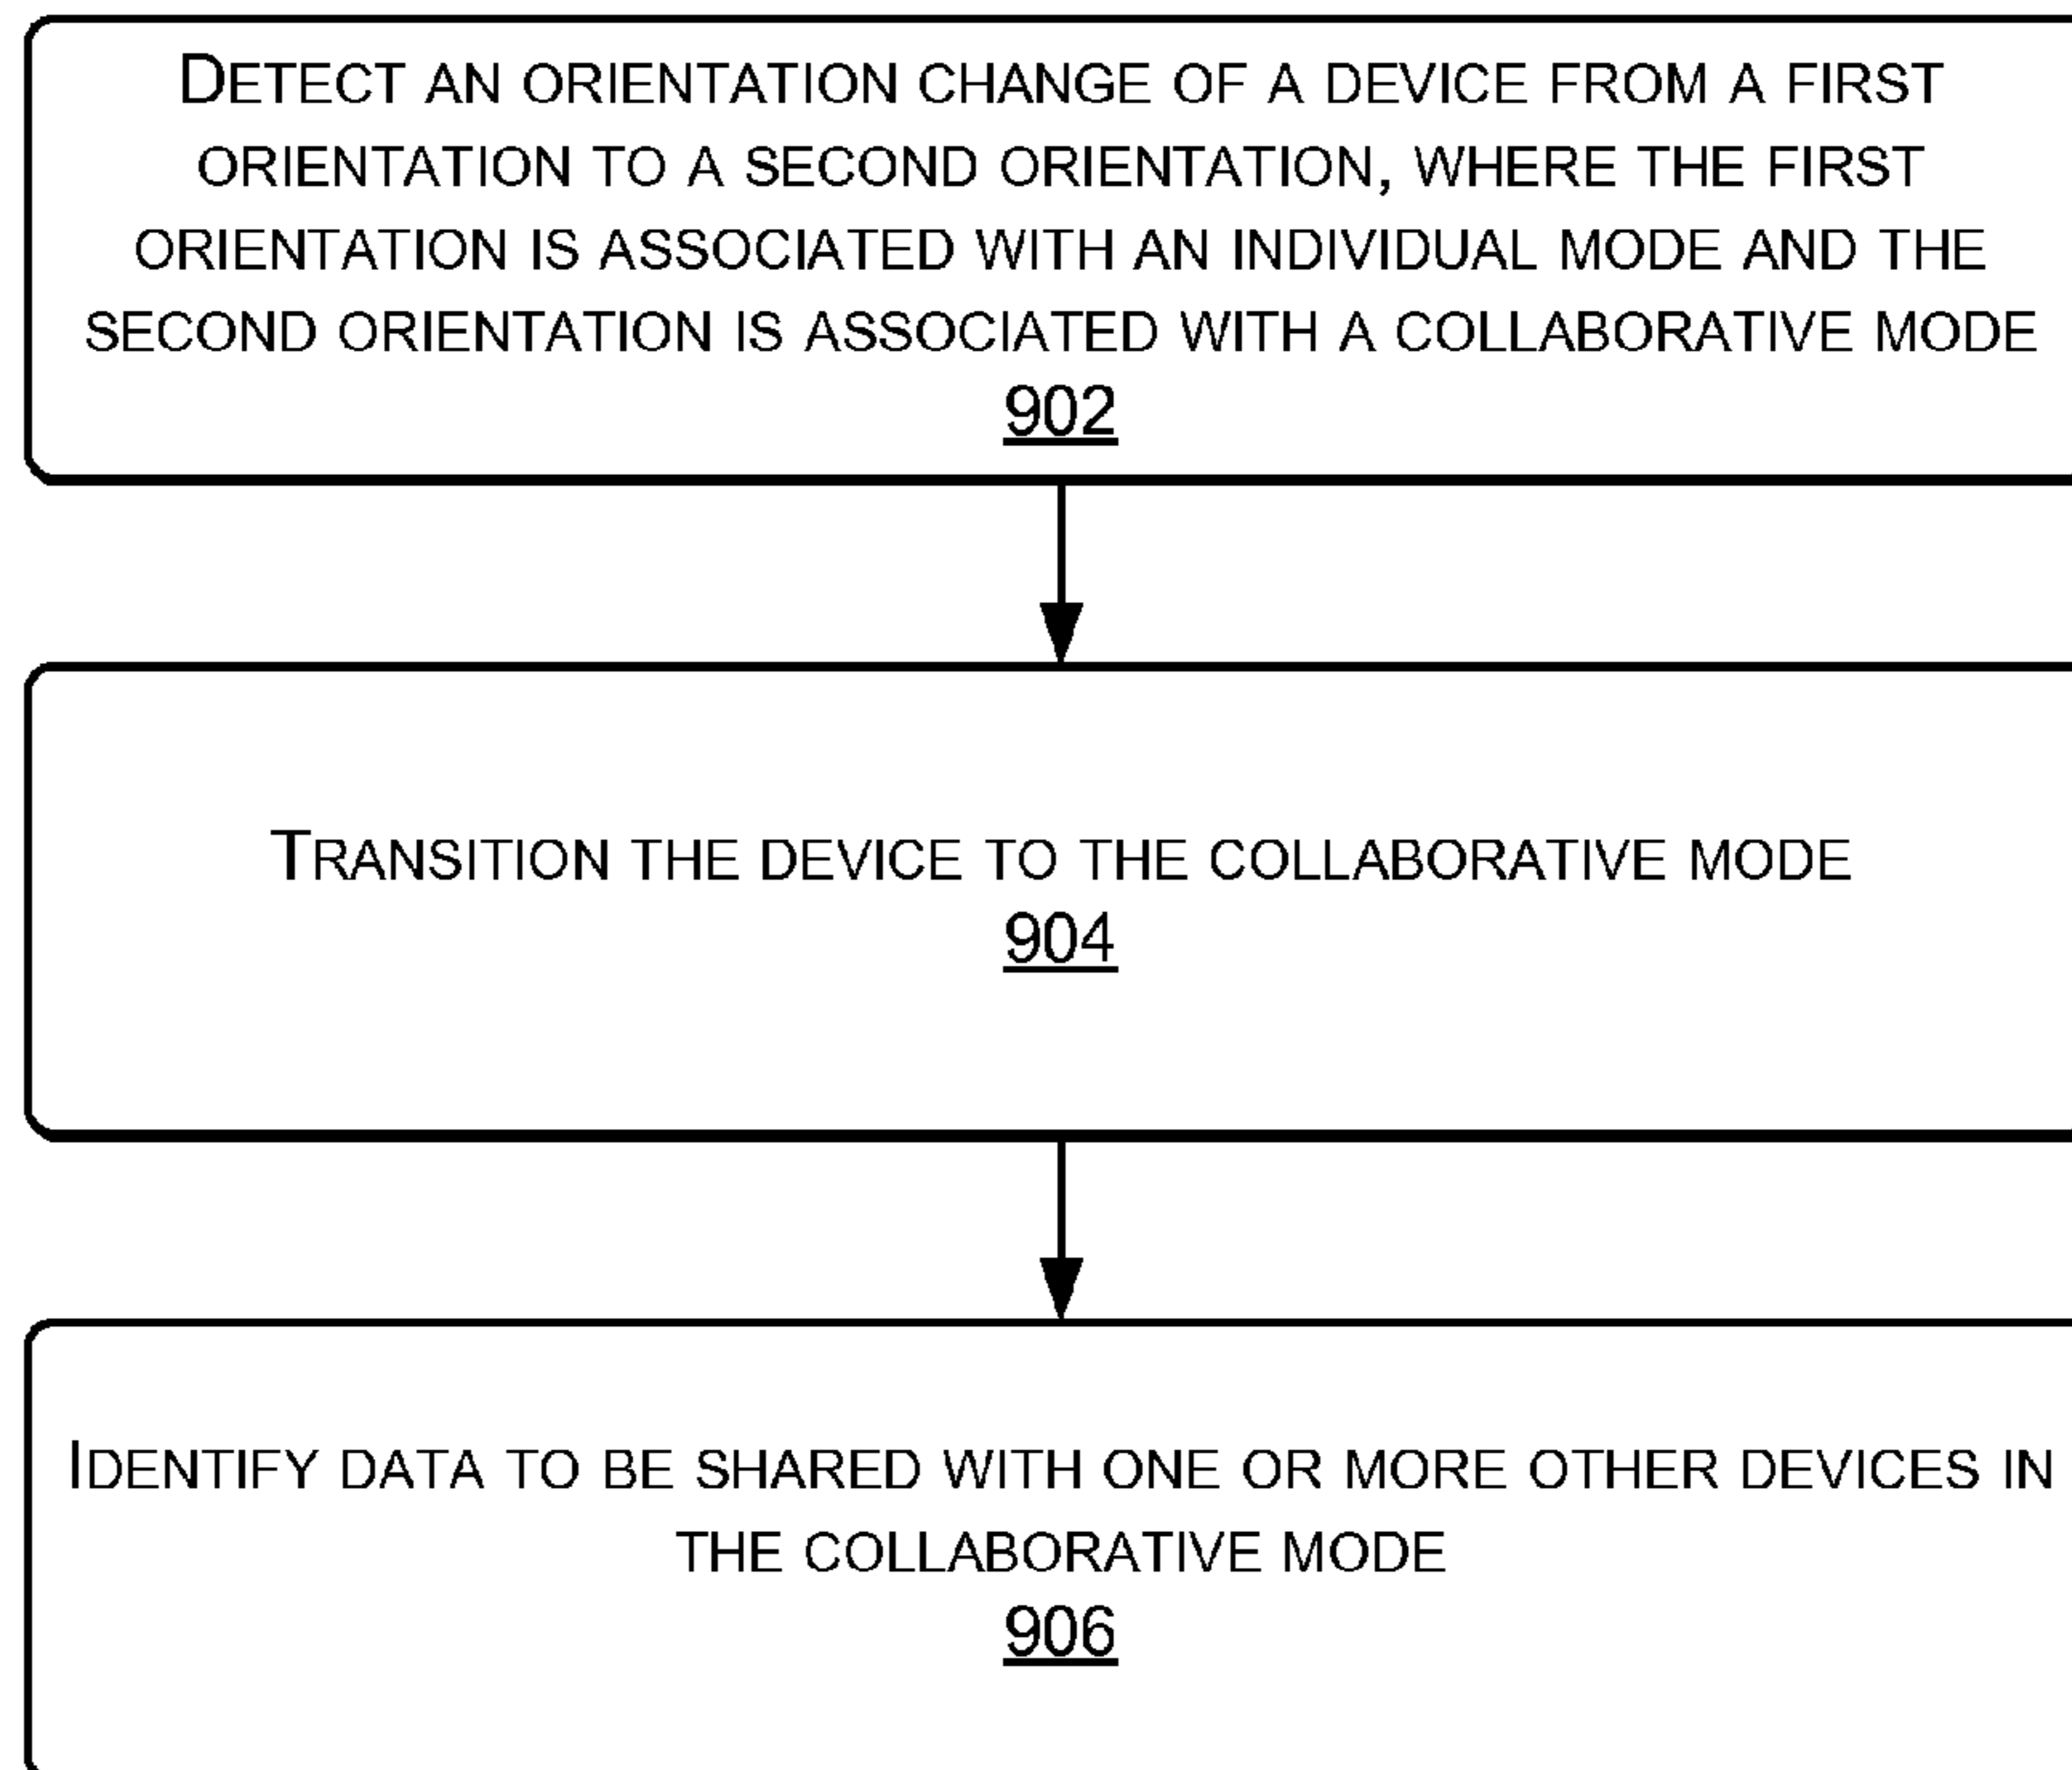 DETECT AN ORIENTATION CHANGE OF A DEVICE FROM A FIRST
ORIENTATION TO A SECOND ORIENTATION, WHERE THE FIRST
ORIENTATION IS ASSOCIATED WITH AN INDIVIDUAL MODE AND THE
SECOND ORIENTATION IS ASSOCIATED WITH A COLLABORATIVE MODE
902
TRANSITION THE DEVICE TO THE COLLABORATIVE MODE
904
IDENTIFY DATA TO BE SHARED WITH ONE OR MORE OTHER DEVICES IN
THE COLLABORATIVE MODE
906